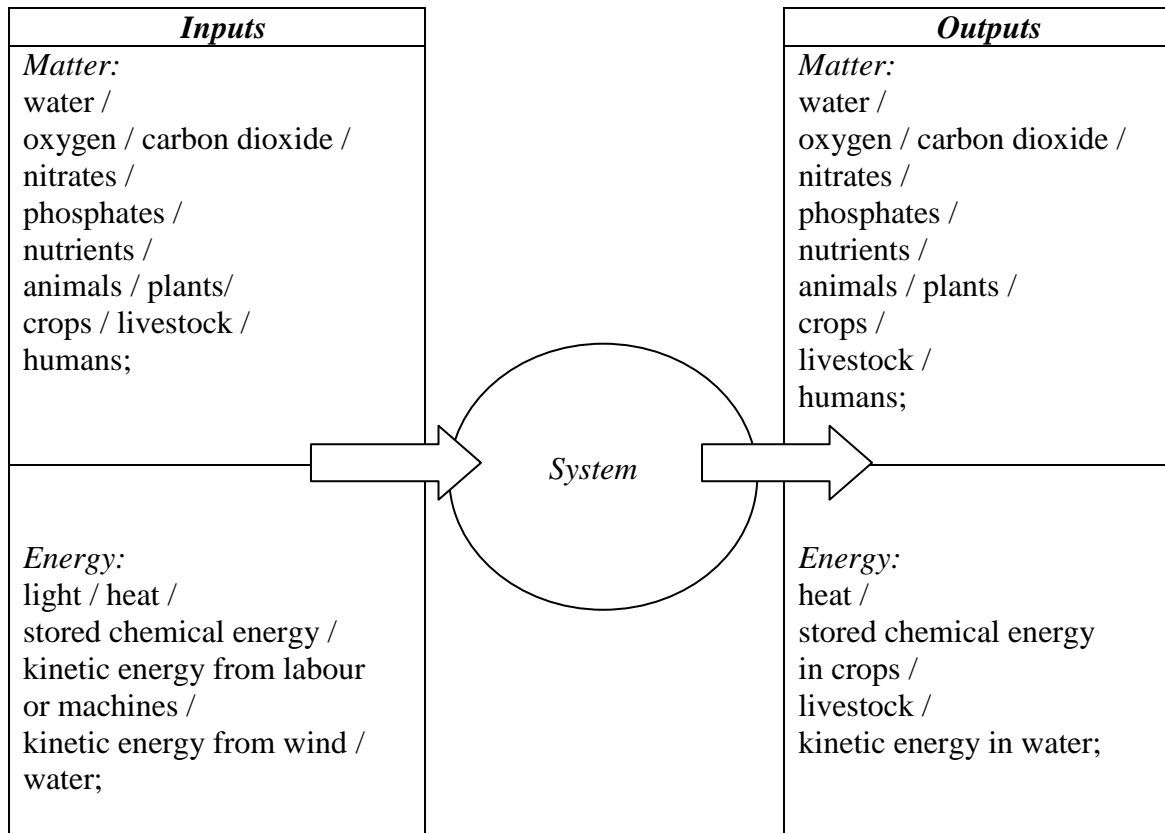 Inputs
Matter:
water /
oxygen / carbon dioxide /
nitrates /
phosphates /
nutrients /
animals / plants/
crops / livestock /
humans;
Energy:
light / heat /
stored chemical energy /
kinetic energy from labour
or machines /
kinetic energy from wind /
water;
System
Outputs
Matter:
water /
oxygen / carbon dioxide /
nitrates /
phosphates /
nutrients /
animals / plants /
crops /
livestock /
humans;
Energy:
heat /
stored chemical energy
in crops /
livestock /
kinetic energy in water;